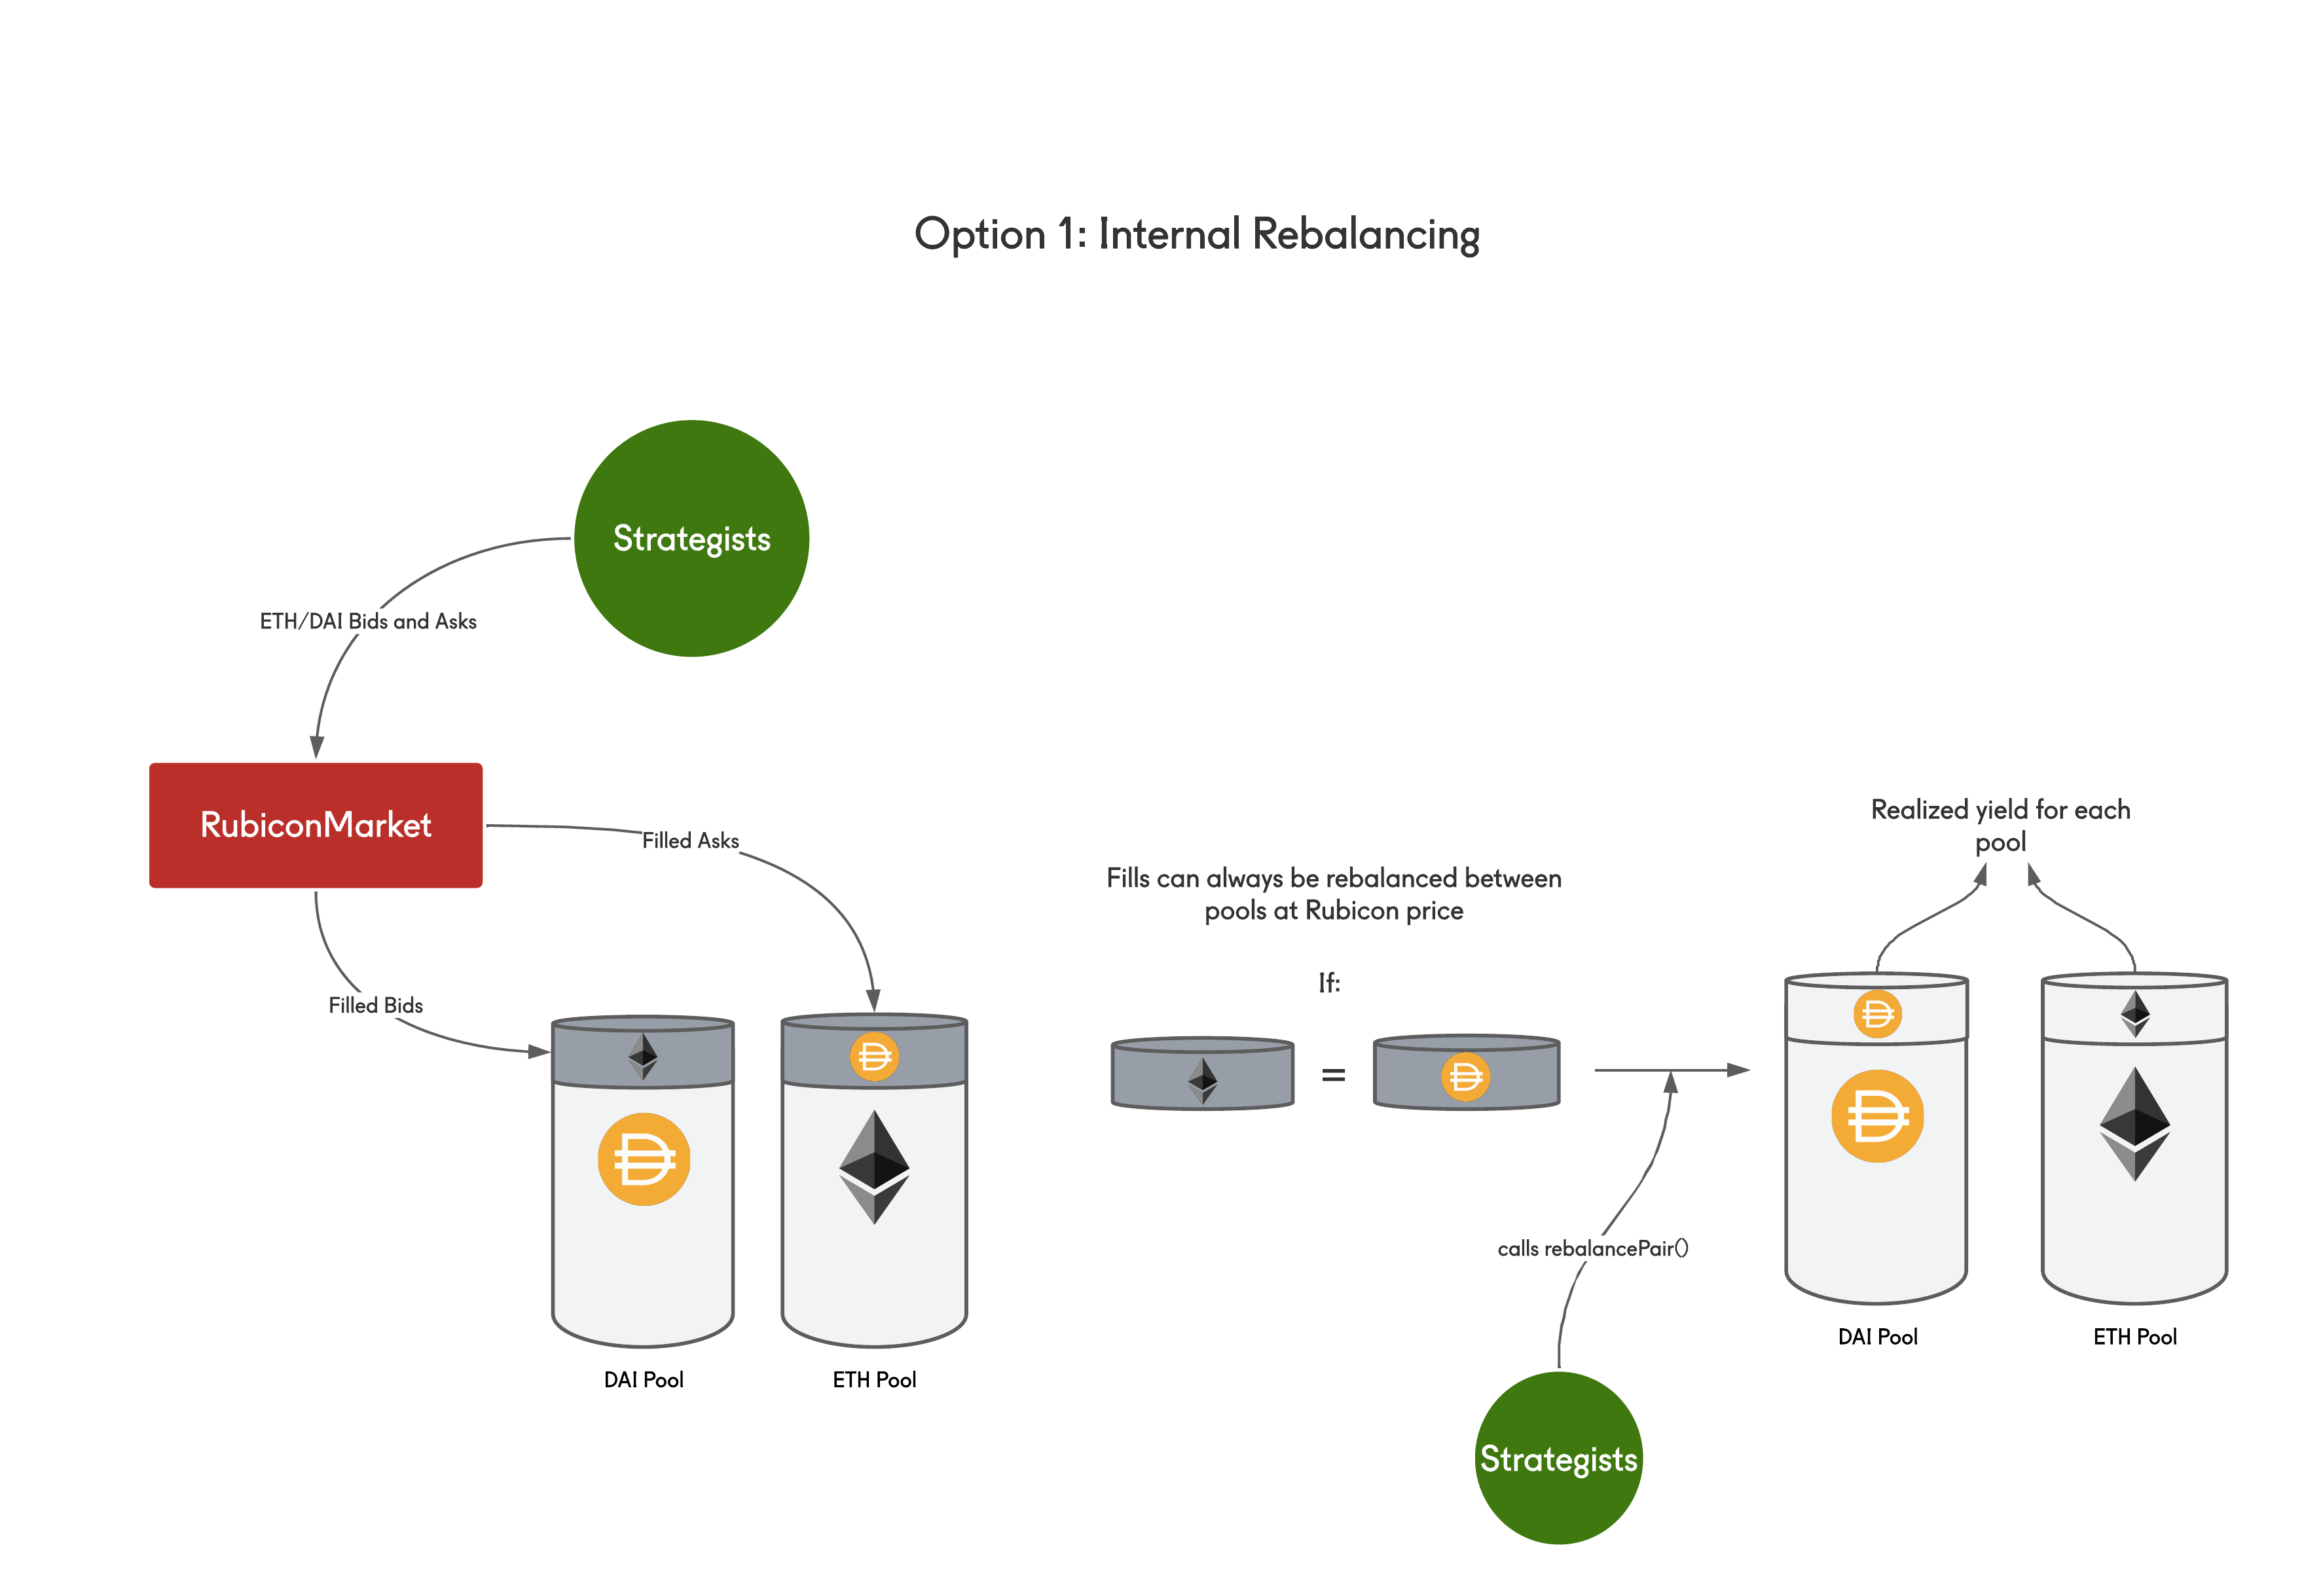 Option 1: Internal Rebalancing
Strategists
ETH/DAI Bids and Asks
RubiconMarket
Filled Asks
Filled Bids
DAI Pool
ETH Pool
Fills can always be rebalanced between
pools at Rubicon price
If:
=
calls rebalancePair()
Strategists
Realized yield for each
pool
DAI Pool
ETH Pool